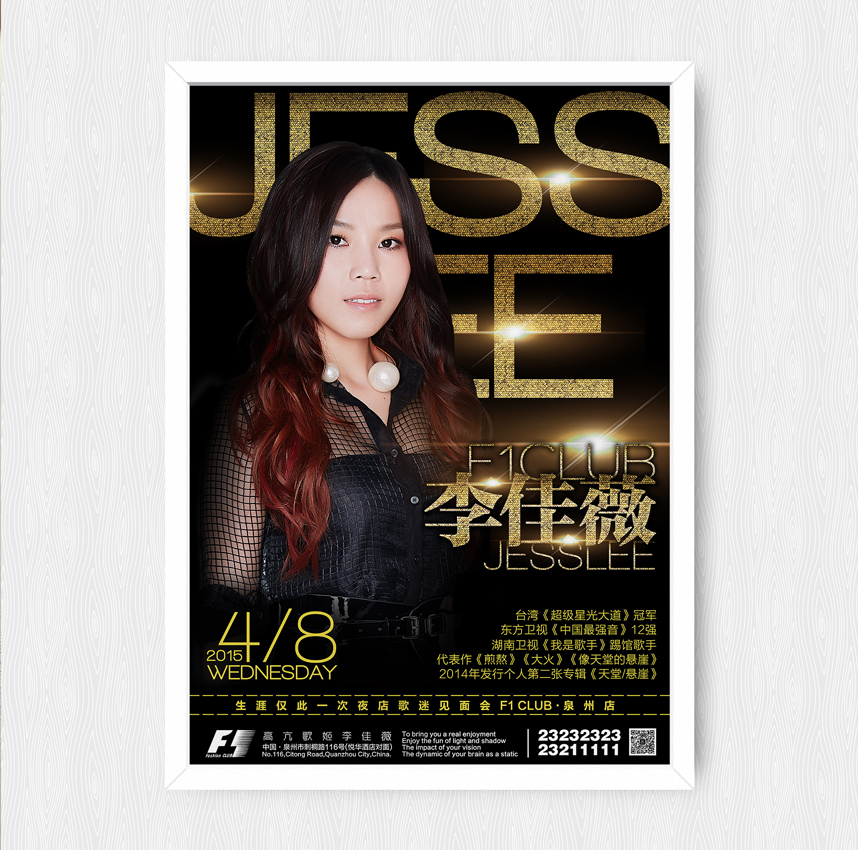 JESS
LEE
F1CLUB
李佳薇
JESSLEE
台湾《超级星光大道》冠军
东方卫视《中国最强音》12强
湖南卫视《我是歌手》踢馆歌手
代表作《煎熬》《大火》《像天堂的悬崖》
2014年发行个人第二张专辑《天堂/悬崖》
2015 4/8
WEDNESDAY
生涯仅此一次夜店歌迷见面会 F1 CLUB·泉州店
F1
Fashion CLUB
高亢歌姬李佳薇
中国·泉州市刺桐路116号(悦华酒店对面)
No.116,Citong Road,Quanzhou City,China.
To bring you a real enjoyment
Enjoy the fun of light and shadow
The impact of your vision
The dynamic of your brain as a static
23232323
23211111